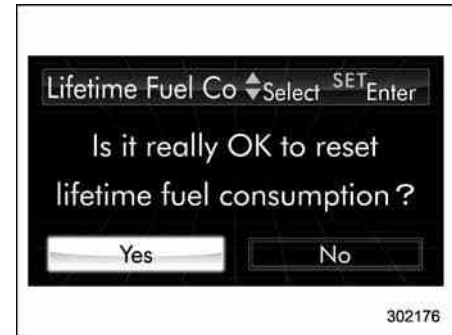 Lifetime Fuel Co Select SET Enter
Is it really OK to reset
lifetime fuel consumption ?
Yes No
302176